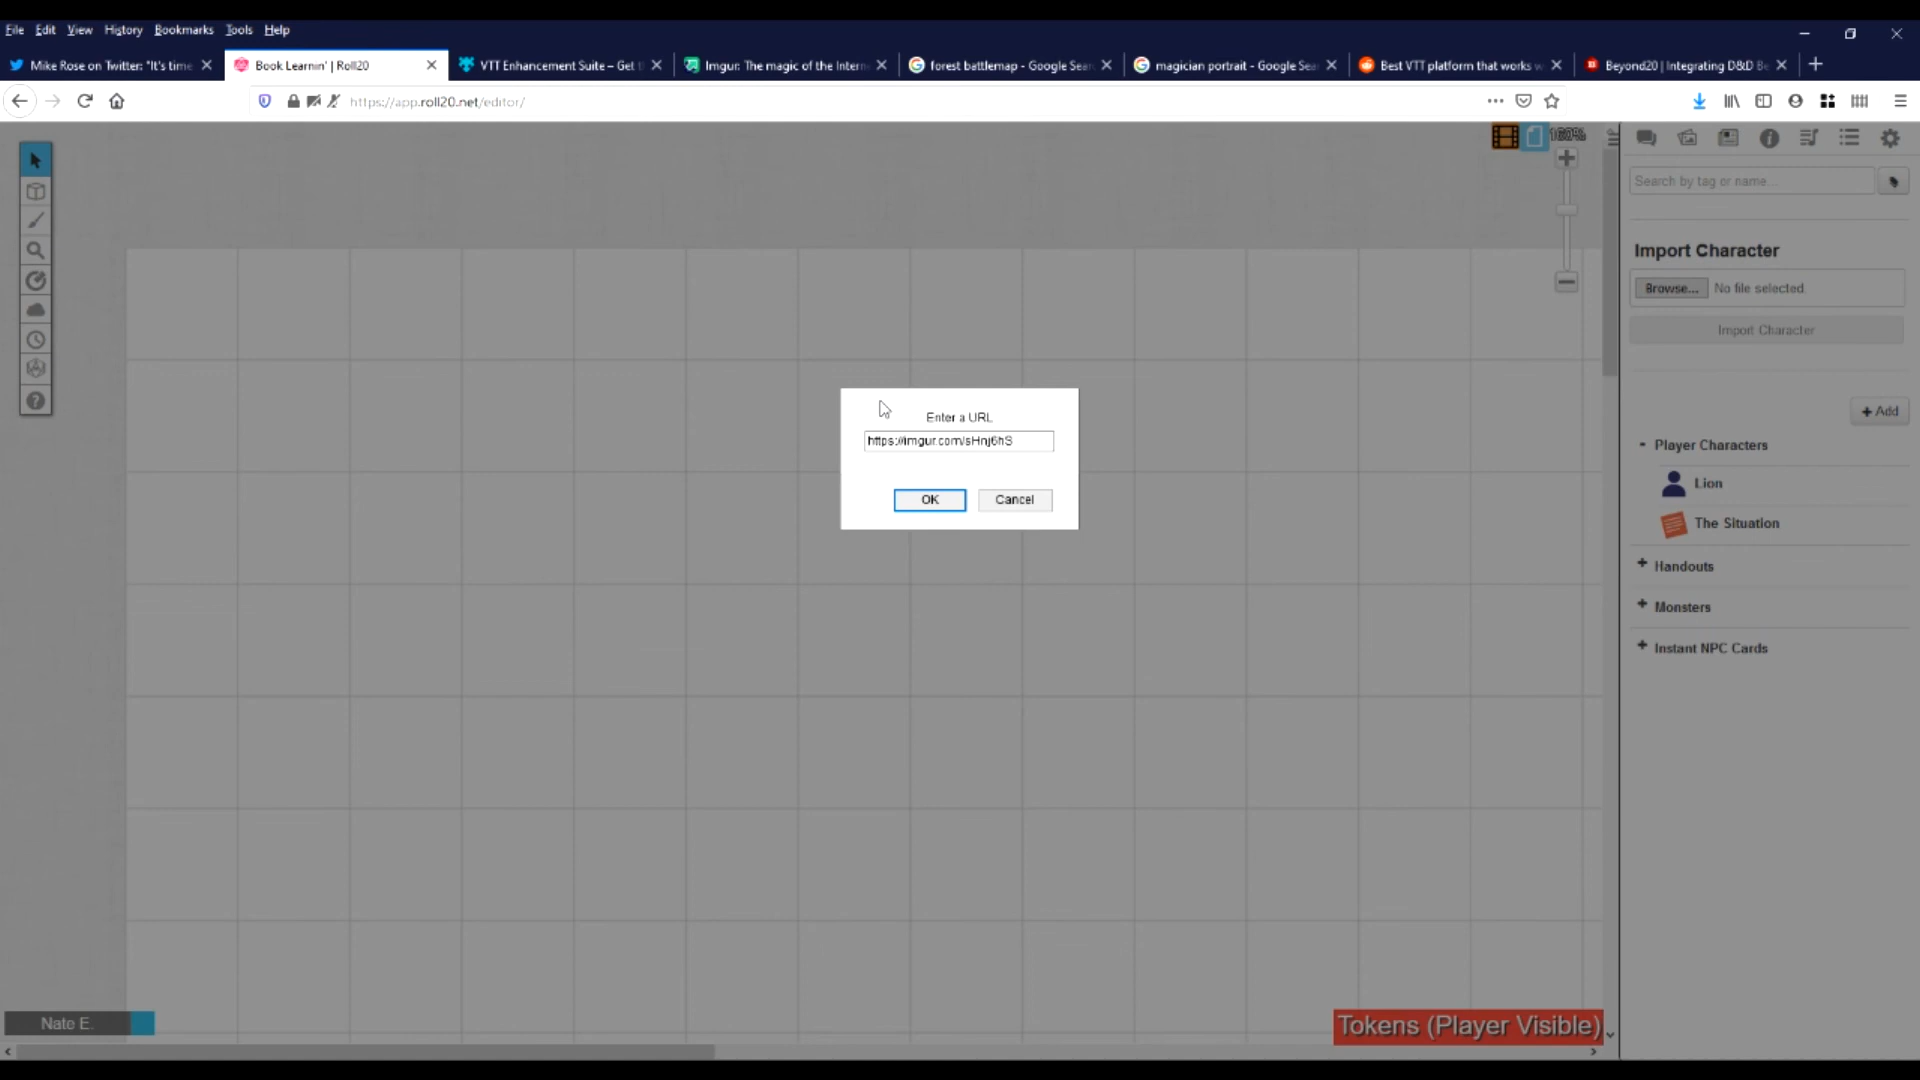 File Edit View History Bookmarks Tools Help
Mike Rose on Twitter: "It's time
Book Learnin' | Roll20
VTT Enhancement Suite – Get t
Imgur: The magic of the Intern
forest battlemap - Google Sear
magician portrait - Google Sea
Best VTT platform that works w
Beyond20 | Integrating D&D Be
https://app.roll20.net/editor/
Search by tag or name...
Import Character
Browse... No file selected.
Import Character
Enter a URL
https://imgur.com/sHnj6hS
OK Cancel
+ Add
- Player Characters
Lion
The Situation
+ Handouts
+ Monsters
+ Instant NPC Cards
Nate E.
Tokens (Player Visible)